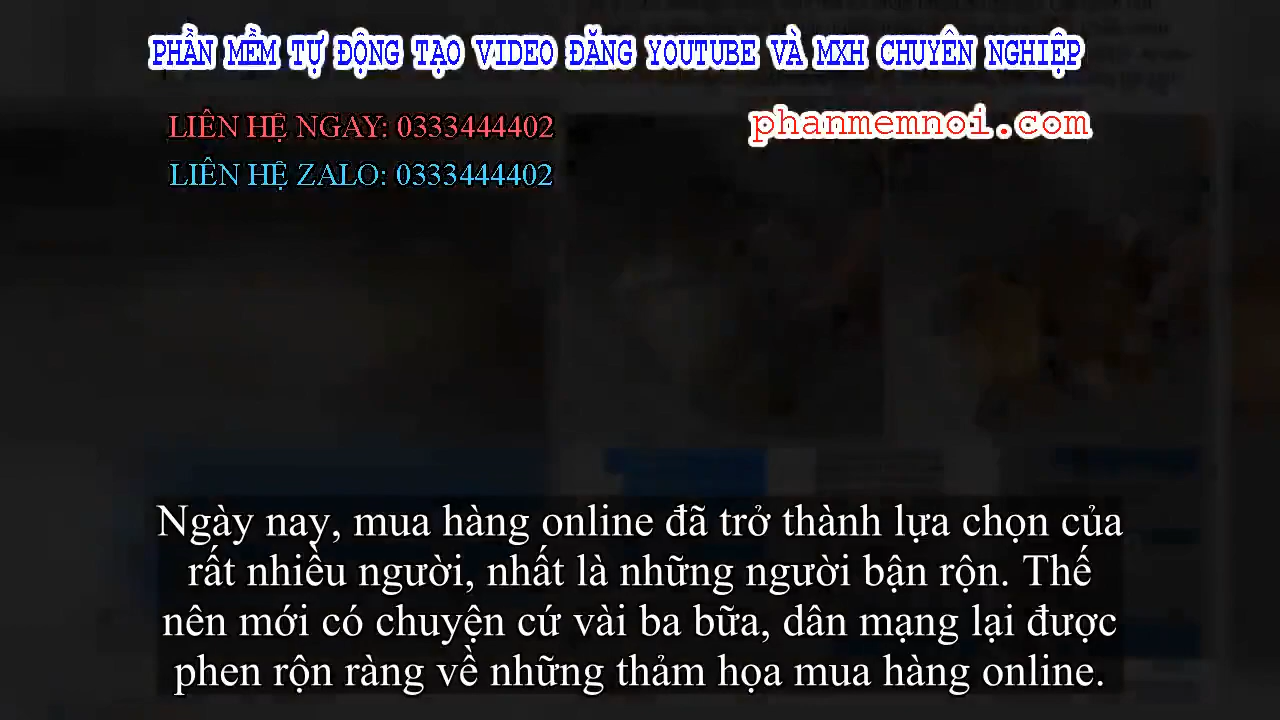 PHẦN MỀM TỰ ĐỘNG TẠO VIDEO ĐĂNG YOUTUBE VÀ MXH CHUYÊN NGHIỆP
LIÊN HỆ NGAY: 0333444402
phanmemnoi.com
LIÊN HỆ ZALO: 0333444402
Ngày nay, mua hàng online đã trở thành lựa chọn của
rất nhiều người, nhất là những người bận rộn. Thế
nên mới có chuyện cứ vài ba bữa, dân mạng lại được
phen rộn ràng về những thảm họa mua hàng online.